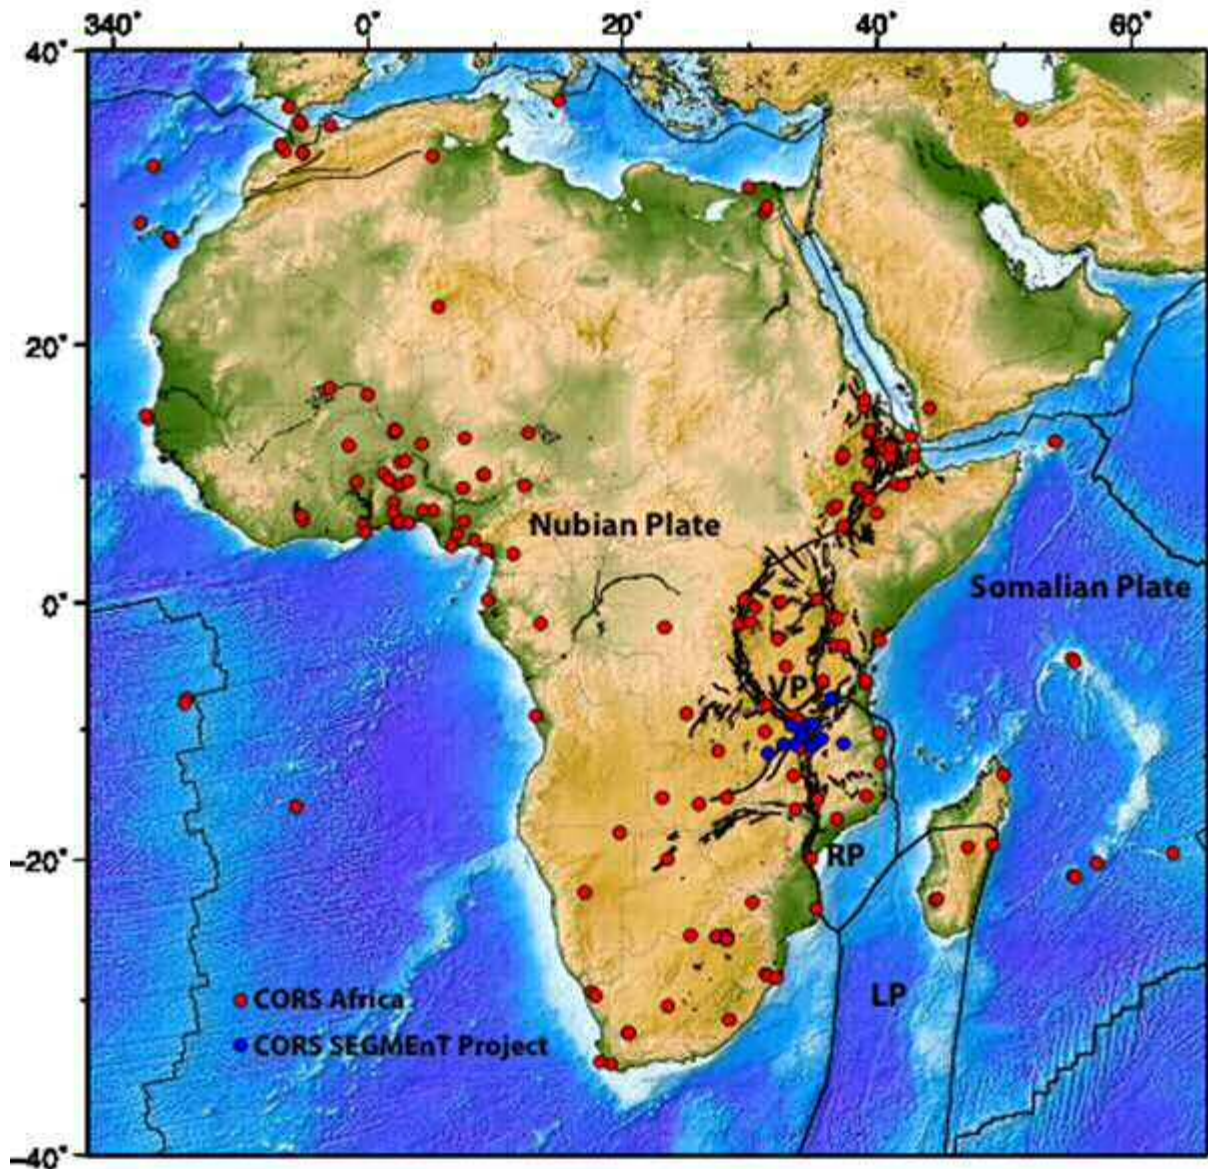 340° 0° 20° 40° 60°
40°
20°
Nubian Plate
Somalian Plate
0°
VP
RP
−20°
LP
CORS Africa
CORS SEGMEnT Project
−40°